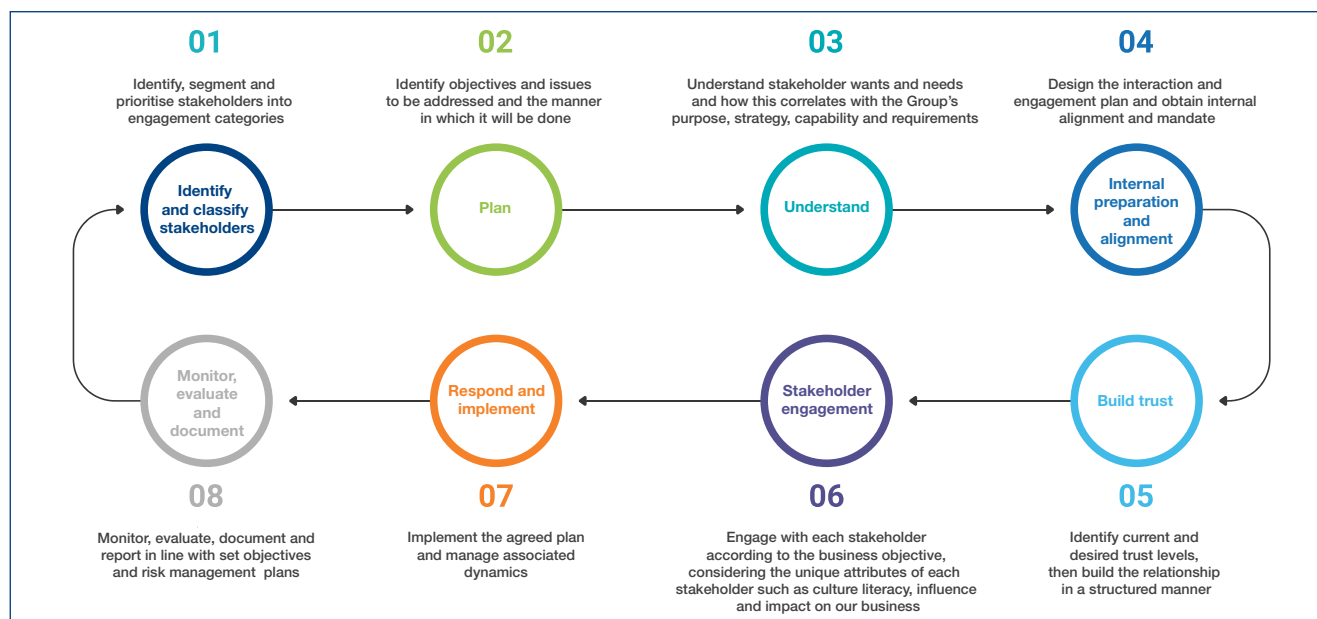 01
Identify, segment and
prioritise stakeholders into
engagement categories
Identify
and classify
stakeholders
02
Identify objectives and issues
to be addressed and the manner
in which it will be done
Plan
03
Understand stakeholder wants and needs
and how this correlates with the Group's
purpose, strategy, capability and requirements
Understand
04
Design the interaction and
engagement plan and obtain internal
alignment and mandate
Internal
preparation
and
alignment
Build trust
05
Identify current and
desired trust levels,
then build the relationship
in a structured manner
Stakeholder
engagement
06
Engage with each stakeholder
according to the business objective,
considering the unique attributes of each
stakeholder such as culture literacy, influence
and impact on our business
Respond and
implement
07
Implement the agreed plan
and manage associated
dynamics
Monitor,
evaluate
and
document
08
Monitor, evaluate, document and
report in line with set objectives
and risk management plans